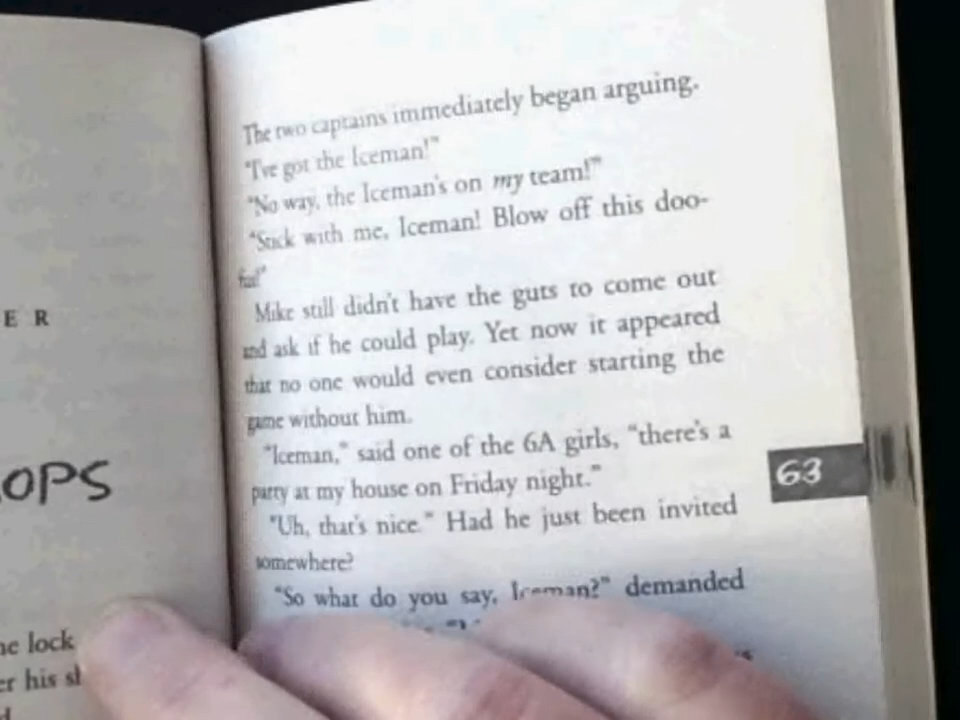 E R
OPS
he lock
er his
The two captains immediately began arguing.
"I've got the Iceman!"
"No way, the Iceman's on my team!"
"Stick with me, Iceman! Blow off this doo-
fus!"
Mike still didn't have the guts to come out
and ask if he could play. Yet now it appeared
that no one would even consider starting the
game without him.
"Iceman," said one of the 6A girls, "there's a
party at my house on Friday night."
"Uh, that's nice." Had he just been invited
somewhere?
"So what do you say, Iceman?" demanded
63